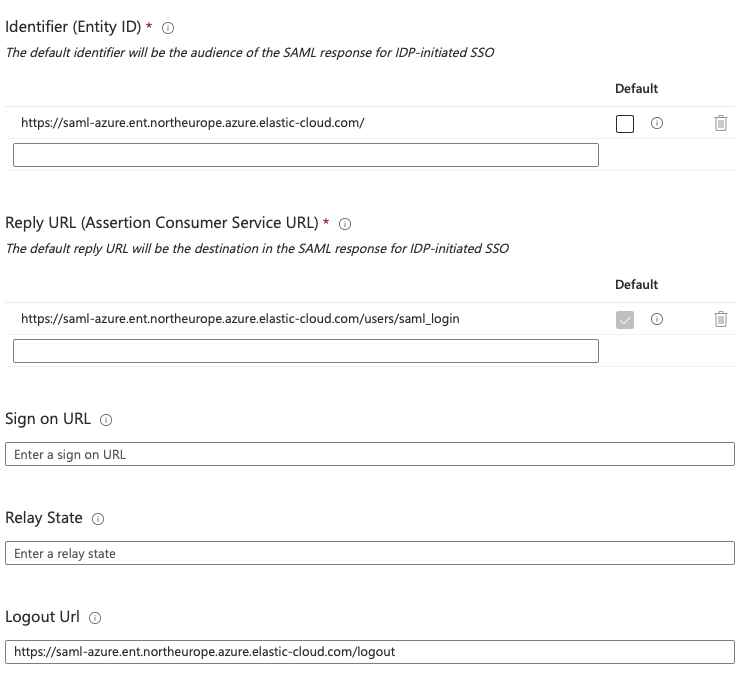 Identifier (Entity ID) *
The default identifier will be the audience of the SAML response for IDP-initiated SSO
Default
https://saml-azure.ent.northeurope.azure.elastic-cloud.com/
Reply URL (Assertion Consumer Service URL) *
The default reply URL will be the destination in the SAML response for IDP-initiated SSO
Default
https://saml-azure.ent.northeurope.azure.elastic-cloud.com/users/saml_login
Sign on URL
Enter a sign on URL
Relay State
Enter a relay state
Logout Url
https://saml-azure.ent.northeurope.azure.elastic-cloud.com/logout